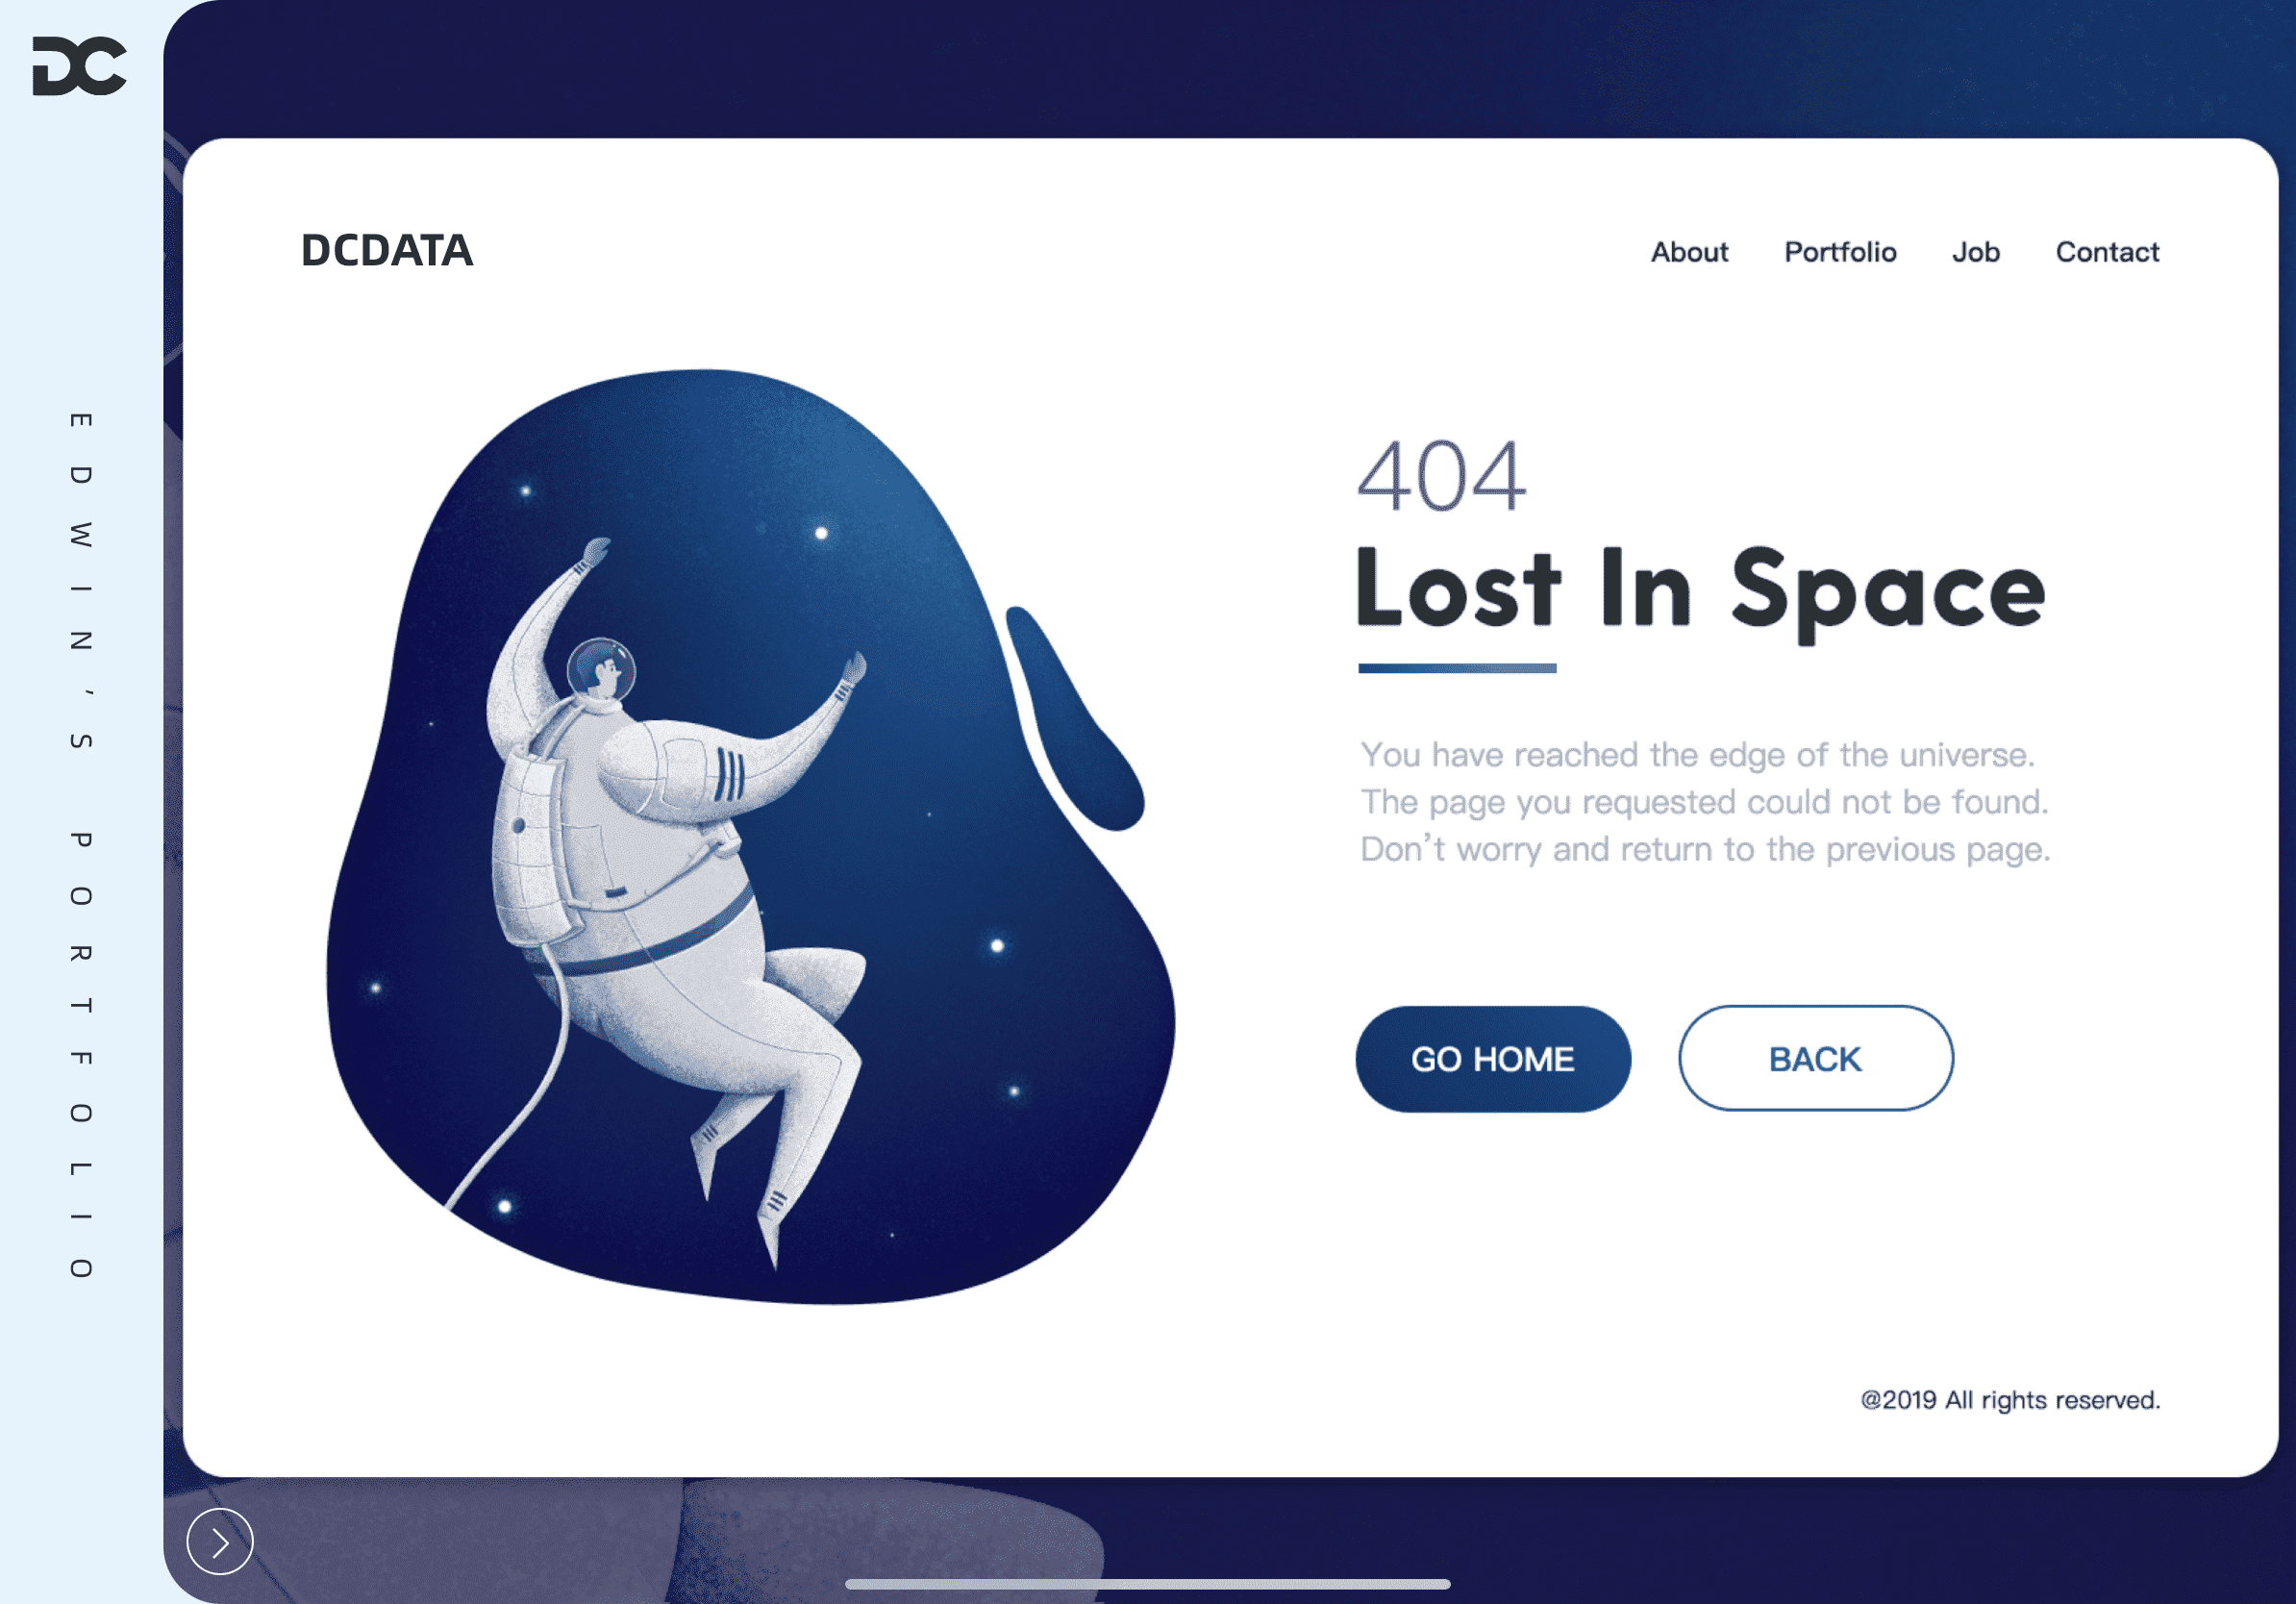 DC
EDWIN'S PORTFOLIO
DCDATA
About Portfolio Job Contact
404
Lost In Space
You have reached the edge of the universe.
The page you requested could not be found.
Don't worry and return to the previous page.
GO HOME BACK
@2019 All rights reserved.